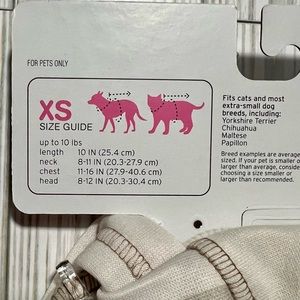 FOR PETS ONLY
XS
SIZE GUIDE
up to 10 lbs
length 10 IN (25.4 cm)
neck 8-11 IN (20.3-27.9 cm)
chest 11-16 IN (27.9-40.6 cm)
head 8-12 IN (20.3-30.4 cm)
Fits cats and most
extra-small dog
breeds, including:
Yorkshire Terrier
Chihuahua
Maltese
Papillon
Breed examples are average
sized. If your pet is smaller or
larger than average, consider
choosing a size smaller or
larger than recommended.